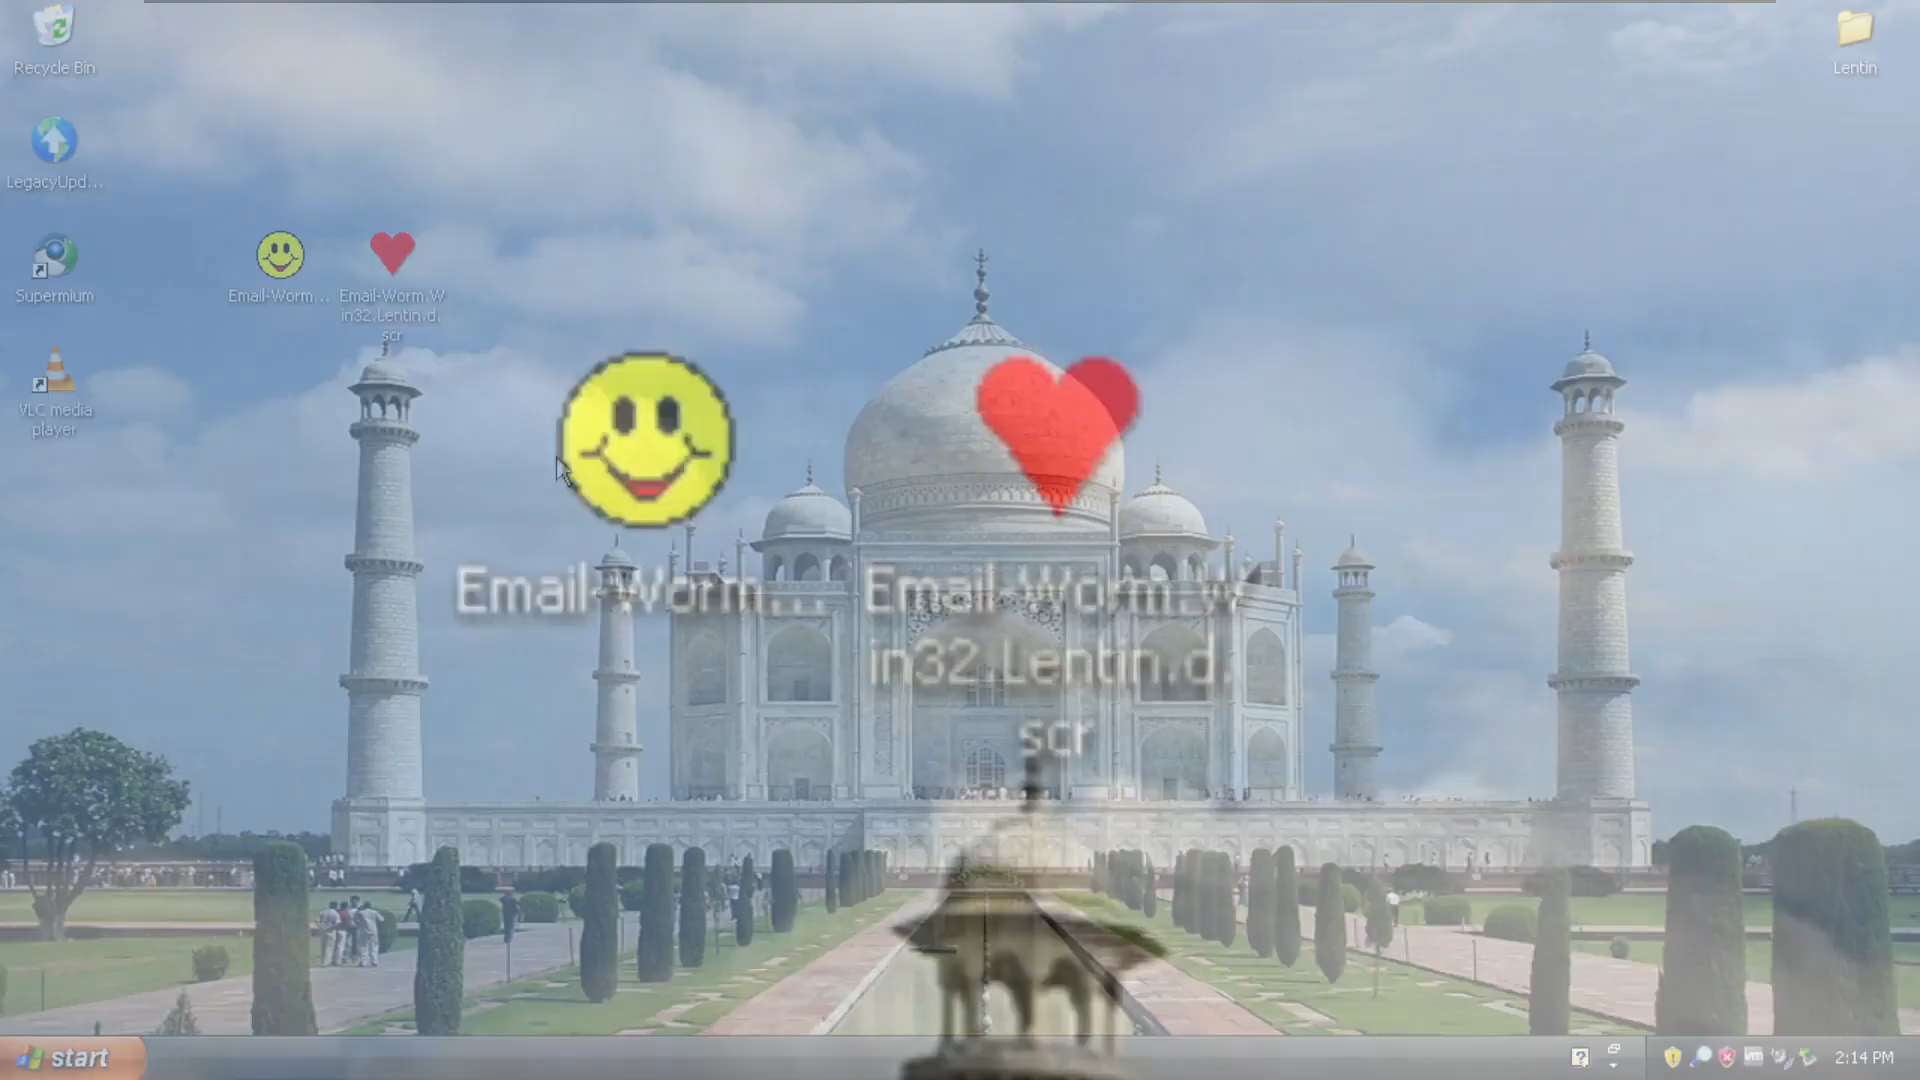 Recycle Bin
Lentin
LegacyUpd...
Supermium
Email-Worm...
Email-Worm.W
in32.Lentin.d.
scr
VLC media
player
Email-Worm...
Email-Worm.W
in32.Lentin.d.
scr
start
vm
2:14 PM